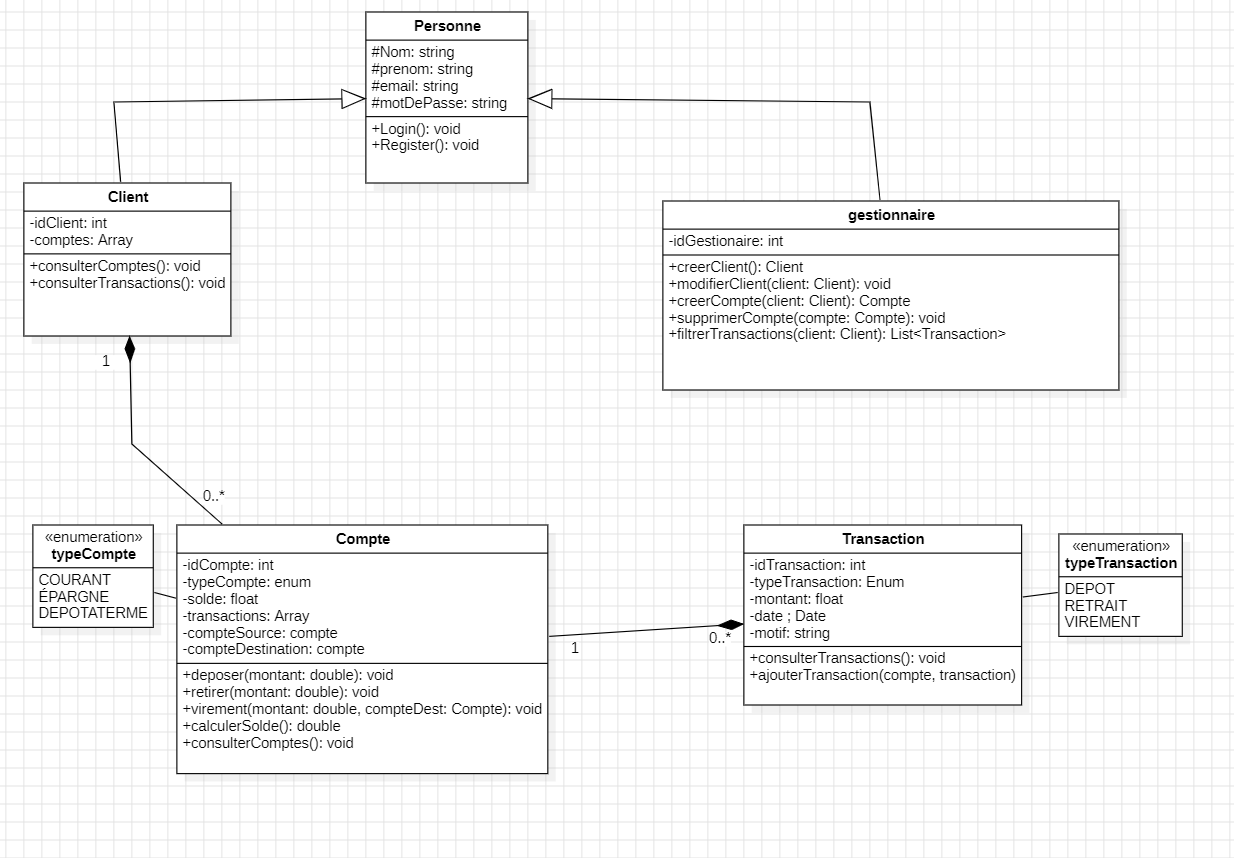 Personne
#Nom: string
#prenom: string
#email: string
#motDePasse: string
+Login(): void
+Register(): void
Client
-idClient: int
-comptes: Array
+consulterComptes(): void
+consulterTransactions(): void
gestionnaire
-idGestionaire: int
+creerClient(): Client
+modifierClient(client: Client): void
+creerCompte(client: Client): Compte
+supprimerCompte(compte: Compte): void
+filtrerTransactions(client: Client): List<Transaction>
1
0..*
«enumeration»
typeCompte
COURANT
ÉPARGNE
DEPOTATERME
Compte
-idCompte: int
-typeCompte: enum
-solde: float
-transactions: Array
-compteSource: compte
-compteDestination: compte
+deposer(montant: double): void
+retirer(montant: double): void
+virement(montant: double, compteDest: Compte): void
+calculerSolde(): double
+consulterComptes(): void
1
0..*
Transaction
-idTransaction: int
-typeTransaction: Enum
-montant: float
-date ; Date
-motif: string
+consulterTransactions(): void
+ajouterTransaction(compte, transaction)
«enumeration»
typeTransaction
DEPOT
RETRAIT
VIREMENT